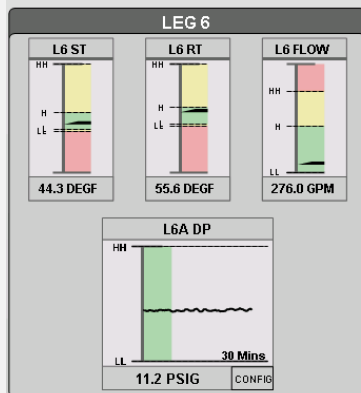 LEG 6
L6 ST
L6 RT
L6 FLOW
HH
H
L
LL
HH
H
L
LL
HH
H
LL
44.3 DEGF
55.6 DEGF
276.0 GPM
L6A DP
HH
LL
30 Mins
11.2 PSIG
CONFIG